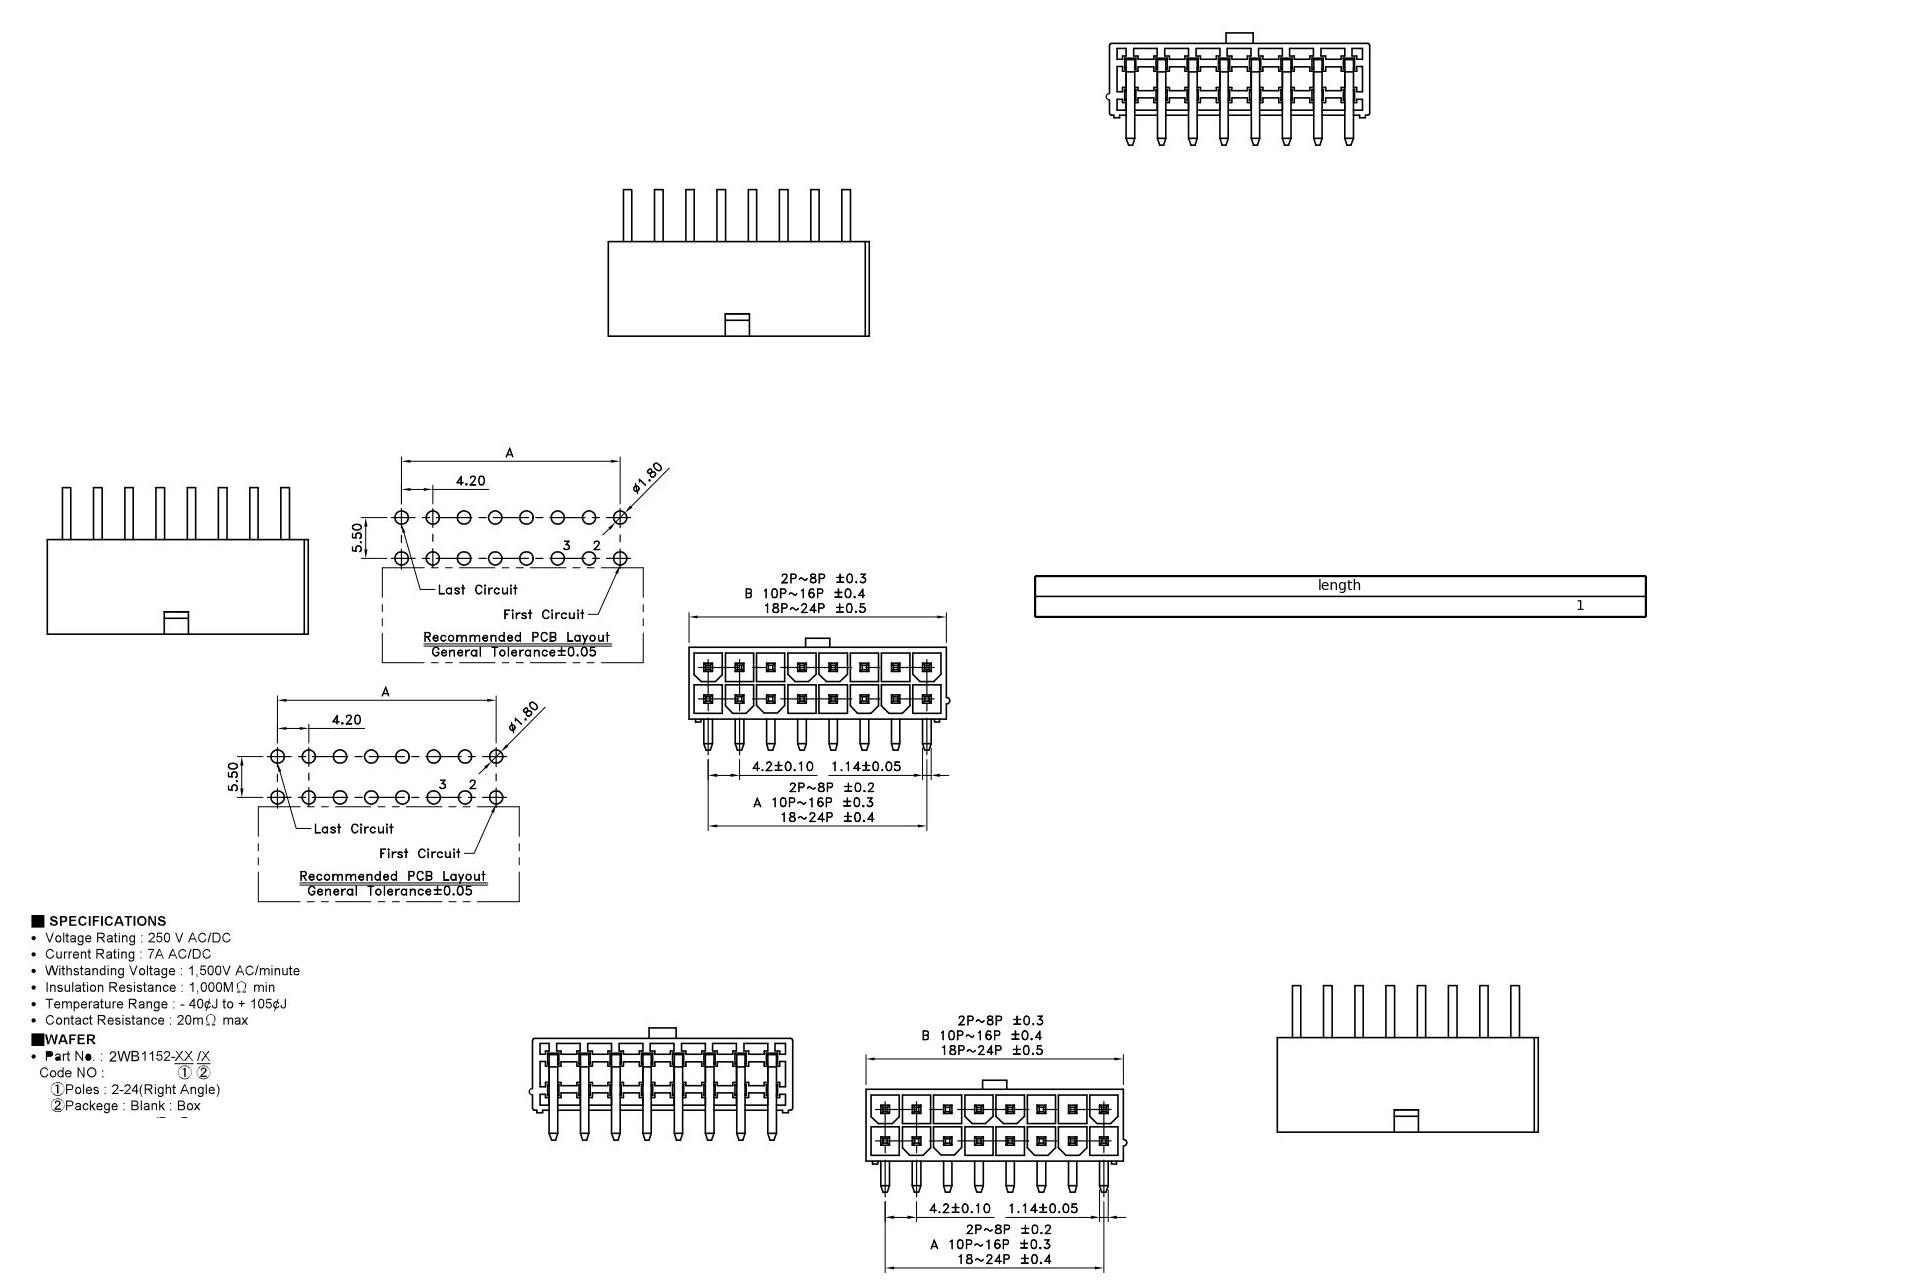 A
4.20
ø1.80
5.50
3 2
Last Circuit
First Circuit
Recommended PCB Layout
General Tolerance±0.05
2P~8P ±0.3
B 10P~16P ±0.4
18P~24P ±0.5
4.2±0.10 1.14±0.05
2P~8P ±0.2
A 10P~16P ±0.3
18~24P ±0.4
length
1
A
4.20
ø1.80
5.50
3 2
Last Circuit
First Circuit
Recommended PCB Layout
General Tolerance±0.05
■ SPECIFICATIONS
• Voltage Rating : 250 V AC/DC
• Current Rating : 7A AC/DC
• Withstanding Voltage : 1,500V AC/minute
• Insulation Resistance : 1,000MΩ min
• Temperature Range : - 40¢J to + 105¢J
• Contact Resistance : 20mΩ max
■WAFER
• Part No. : 2WB1152-XX /X
Code NO : ① ②
①Poles : 2-24(Right Angle)
②Packege : Blank : Box
2P~8P ±0.3
B 10P~16P ±0.4
18P~24P ±0.5
4.2±0.10 1.14±0.05
2P~8P ±0.2
A 10P~16P ±0.3
18~24P ±0.4